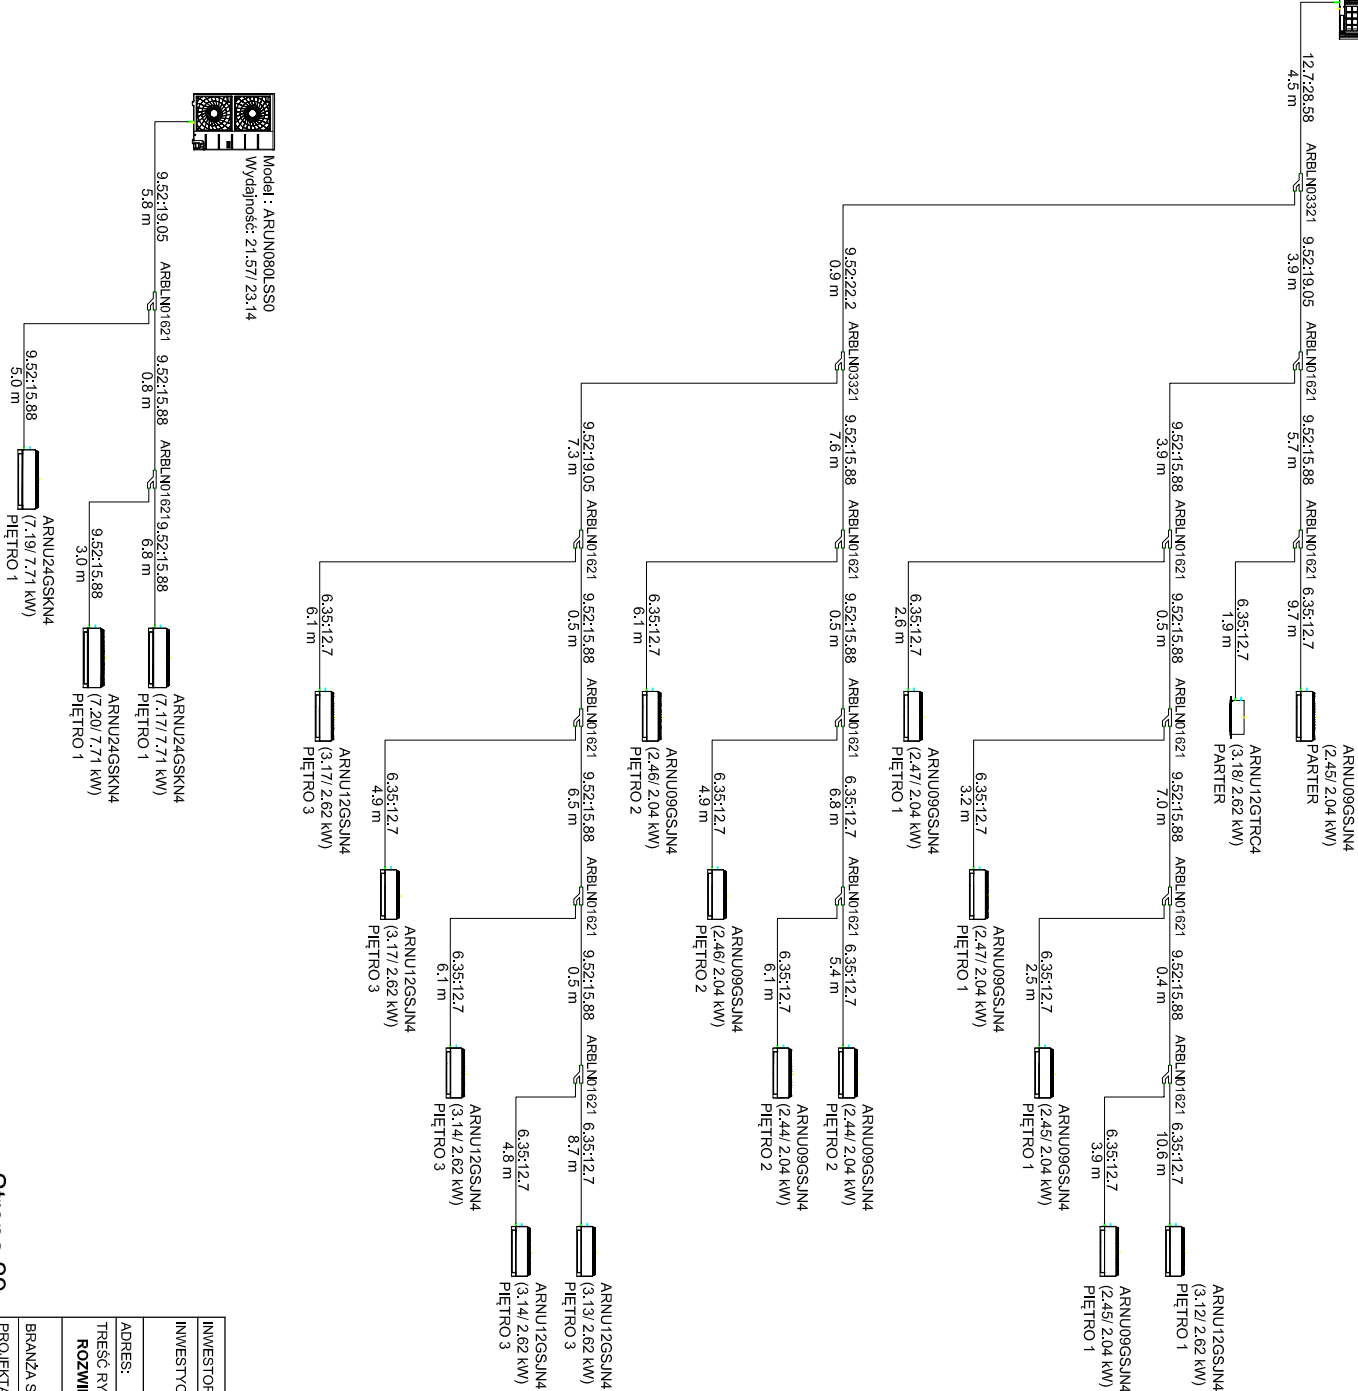 12.7:28.58
4.5 m
ARBLN03321
9.52:19.05
3.9 m
ARBLN01621
9.52:15.88
5.7 m
ARBLN01621
6.35:12.7
9.7 m
ARNU09GSJN4
(2.45/ 2.04 kW)
PARTER
6.35:12.7
1.9 m
ARNU12GTRC4
(3.18/ 2.62 kW)
PARTER
9.52:15.88
3.9 m
ARBLN01621
9.52:15.88
0.5 m
ARBLN01621
9.52:15.88
7.0 m
ARBLN01621
9.52:15.88
0.4 m
ARBLN01621
6.35:12.7
10.6 m
ARNU12GSJN4
(3.12/ 2.62 kW)
PIĘTRO 1
6.35:12.7
3.9 m
ARNU09GSJN4
(2.45/ 2.04 kW)
PIĘTRO 1
6.35:12.7
2.5 m
ARNU09GSJN4
(2.45/ 2.04 kW)
PIĘTRO 1
6.35:12.7
3.2 m
ARNU09GSJN4
(2.47/ 2.04 kW)
PIĘTRO 1
6.35:12.7
2.6 m
ARNU09GSJN4
(2.47/ 2.04 kW)
PIĘTRO 1
9.52:22.2
0.9 m
ARBLN03321
9.52:15.88
7.6 m
ARBLN01621
9.52:15.88
0.5 m
ARBLN01621
6.35:12.7
6.8 m
ARBLN01621
6.35:12.7
5.4 m
ARNU09GSJN4
(2.44/ 2.04 kW)
PIĘTRO 2
6.35:12.7
6.1 m
ARNU09GSJN4
(2.44/ 2.04 kW)
PIĘTRO 2
6.35:12.7
4.9 m
ARNU09GSJN4
(2.46/ 2.04 kW)
PIĘTRO 2
6.35:12.7
6.1 m
ARNU09GSJN4
(2.46/ 2.04 kW)
PIĘTRO 2
9.52:19.05
7.3 m
ARBLN01621
9.52:15.88
0.5 m
ARBLN01621
9.52:15.88
6.5 m
ARBLN01621
9.52:15.88
0.5 m
ARBLN01621
6.35:12.7
8.7 m
ARNU12GSJN4
(3.13/ 2.62 kW)
PIĘTRO 3
6.35:12.7
4.8 m
ARNU12GSJN4
(3.14/ 2.62 kW)
PIĘTRO 3
6.35:12.7
6.1 m
ARNU12GSJN4
(3.14/ 2.62 kW)
PIĘTRO 3
6.35:12.7
4.9 m
ARNU12GSJN4
(3.17/ 2.62 kW)
PIĘTRO 3
6.35:12.7
6.1 m
ARNU12GSJN4
(3.17/ 2.62 kW)
PIĘTRO 3
Model : ARUN080LSS0
Wydajność: 21.57/ 23.14
9.52:19.05
5.8 m
ARBLN01621
9.52:15.88
0.8 m
ARBLN01621
9.52:15.88
6.8 m
ARNU24GSKN4
(7.17/ 7.71 kW)
PIĘTRO 1
9.52:15.88
3.0 m
ARNU24GSKN4
(7.20/ 7.71 kW)
PIĘTRO 1
9.52:15.88
5.0 m
ARNU24GSKN4
(7.19/ 7.71 kW)
PIĘTRO 1
INWESTOR
INWESTYC
ADRES:
TREŚĆ RY
ROZWI
BRANŻA S
PROJEKTA